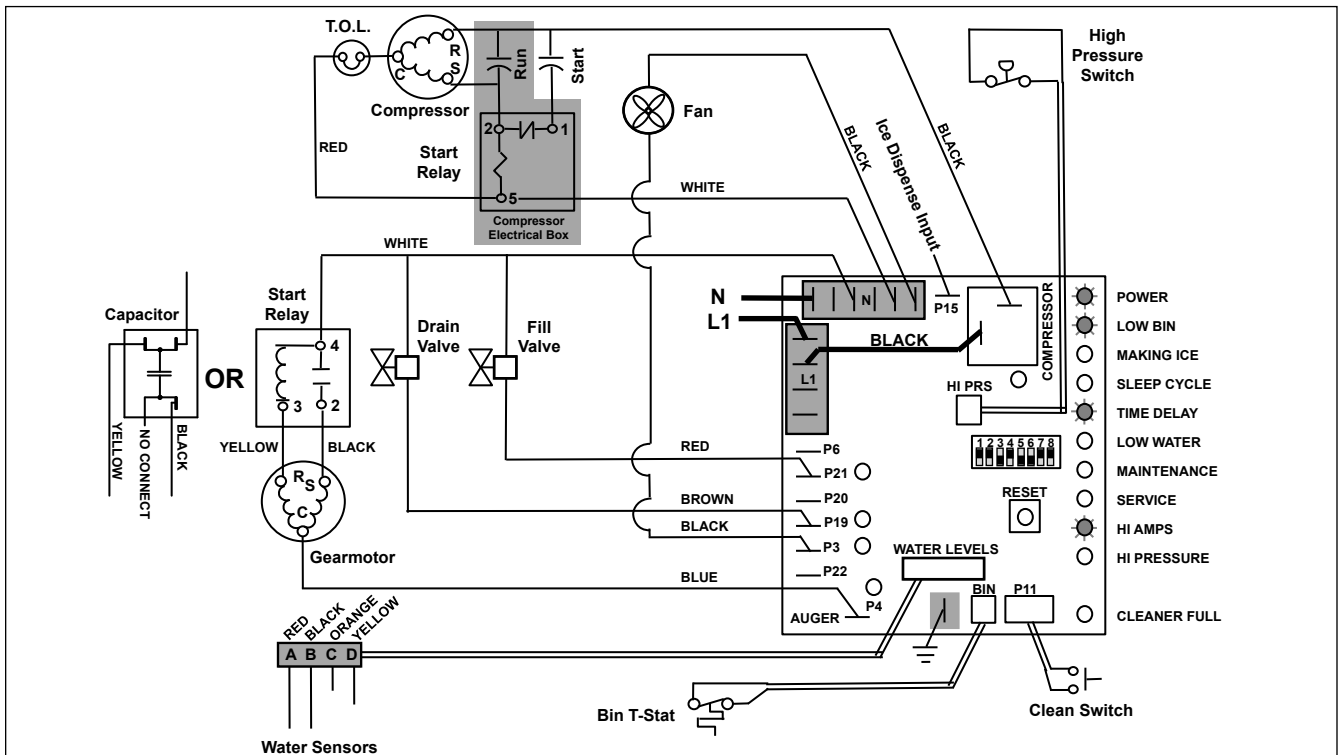 T.O.L.
R
S
C
Compressor
Run
Start
2
1
Start
Relay
5
Compressor
Electrical Box
RED
WHITE
Fan
BLACK
Ice Dispense Input
BLACK
High
Pressure
Switch
WHITE
Capacitor
YELLOW
NO CONNECT
BLACK
OR
Start
Relay
4
3
2
YELLOW
BLACK
R
S
C
Gearmotor
Drain
Valve
Fill
Valve
N
L1
N
P15
BLACK
L1
COMPRESSOR
HI PRS
RED
BROWN
BLACK
BLUE
P6
P21
P20
P19
P3
P22
P4
AUGER
1 2 3 4 5 6 7 8
RESET
WATER LEVELS
BIN
P11
POWER
LOW BIN
MAKING ICE
SLEEP CYCLE
TIME DELAY
LOW WATER
MAINTENANCE
SERVICE
HI AMPS
HI PRESSURE
CLEANER FULL
RED
BLACK
ORANGE
YELLOW
A B C D
Water Sensors
Bin T-Stat
Clean Switch